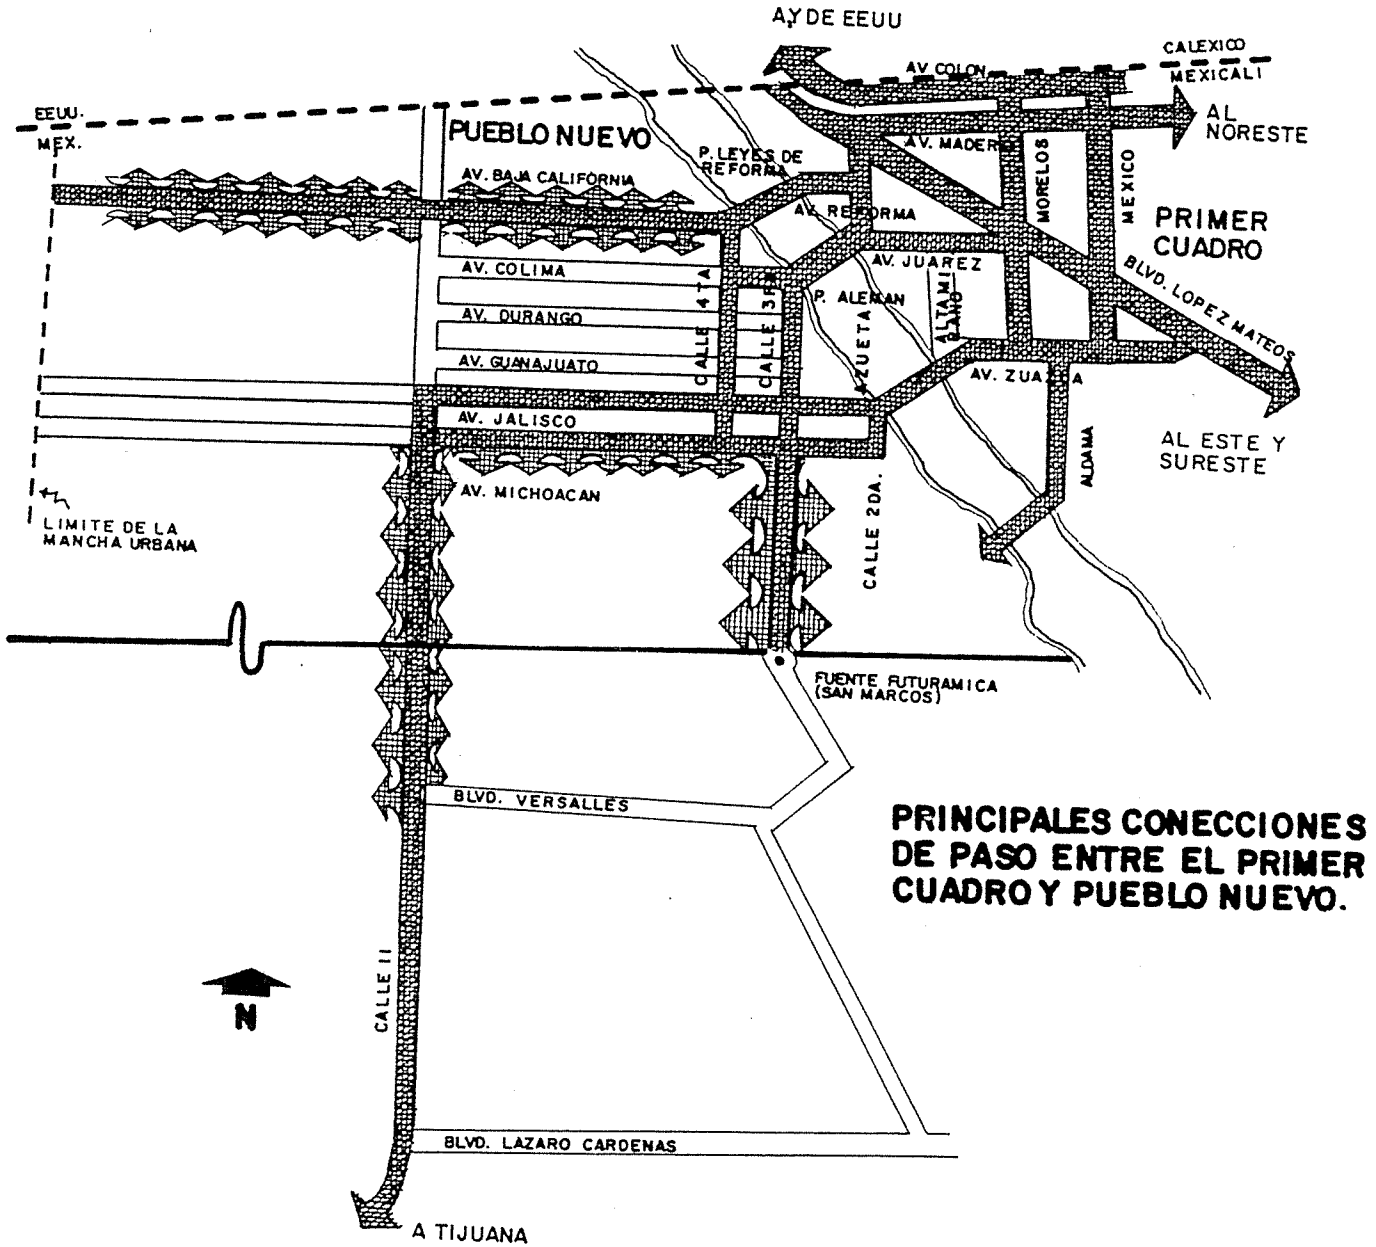 A Y DE EEUU
CALEXICO
AV COLON
MEXICALI
EEUU.
MEX.
PUEBLO NUEVO
AL
NORESTE
P. LEYES DE
REFORMA
AV. MADERO
MORELOS
MEXICO
AV. BAJA CALIFORNIA
AV. REFORMA
PRIMER
CUADRO
AV. JUAREZ
BLVD. LOPEZ MATEOS
AV. COLIMA
CALLE 4TA
CALLE 3RA
P. ALEMAN
ALTAMI
RANO
AZUETA
AV. DURANGO
AV. GUANAJUATO
AV. ZUAZUA
AV. JALISCO
ALDAMA
AL ESTE Y
SURESTE
AV. MICHOACAN
CALLE 2DA.
LIMITE DE LA
MANCHA URBANA
FUENTE FUTURAMICA
(SAN MARCOS)
BLVD. VERSALLES
PRINCIPALES CONECCIONES
DE PASO ENTRE EL PRIMER
CUADRO Y PUEBLO NUEVO.
CALLE 11
N
BLVD. LAZARO CARDENAS
A TIJUANA